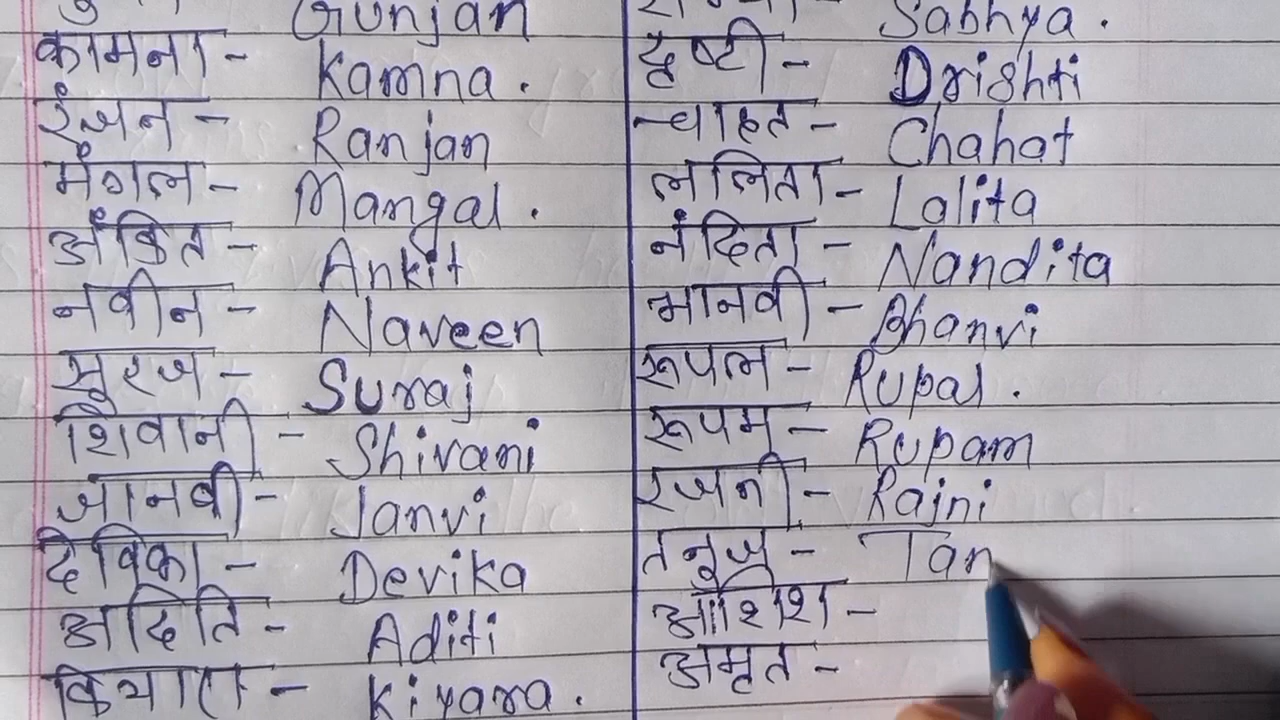 Gunjan
कामना - Kamna.
रंजन - Ranjan
मंगल - Mangal.
अंकित - Ankit
नवीन - Naveen
सुरज - Suraj
शिवानी - Shivani
जानवी - Janvi
देविका - Devika
अदिति - Aditi
कियारा - Kiyara.
Sabhya.
दृष्टी - Drishti
चाहत - Chahat
ललिता - Lalita
नंदिता - Nandita
भानवी - Bhanvi
रूपल - Rupal.
रूपम - Rupam
रजनी - Rajni
तनुज - Tan
अमृत -